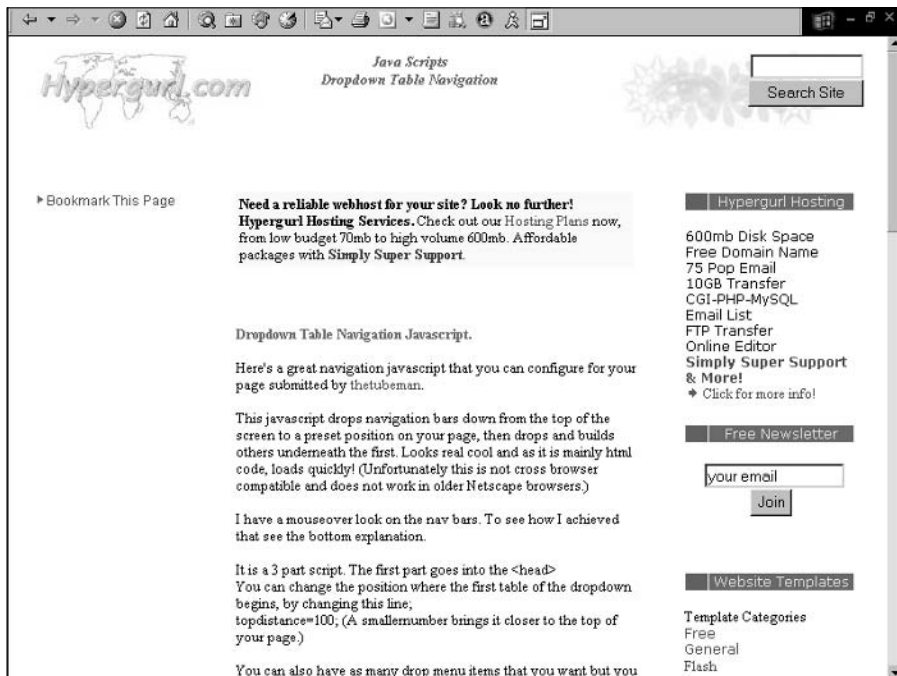 Hypergurl.com
Java Scripts
Dropdown Table Navigation
Search Site
Bookmark This Page
Need a reliable webhost for your site? Look no further!
Hypergurl Hosting Services. Check out our Hosting Plans now,
from low budget 70mb to high volume 600mb. Affordable
packages with Simply Super Support.
Dropdown Table Navigation Javascript.
Here's a great navigation javascript that you can configure for your
page submitted by thetubeman.
This javascript drops navigation bars down from the top of the
screen to a preset position on your page, then drops and builds
others underneath the first. Looks real cool and as it is mainly html
code, loads quickly! (Unfortunately this is not cross browser
compatible and does not work in older Netscape browsers.)
I have a mouseover look on the nav bars. To see how I achieved
that see the bottom explanation.
It is a 3 part script. The first part goes into the <head>
You can change the position where the first table of the dropdown
begins, by changing this line;
topdistance=100; (A smallernumber brings it closer to the top of
your page.)
You can also have as many drop menu items that you want but you
Hypergurl Hosting
600mb Disk Space
Free Domain Name
75 Pop Email
10GB Transfer
CGI-PHP-MySQL
Email List
FTP Transfer
Online Editor
Simply Super Support
& More!
Click for more info!
Free Newsletter
your email
Join
Website Templates
Template Categories
Free
General
Flash